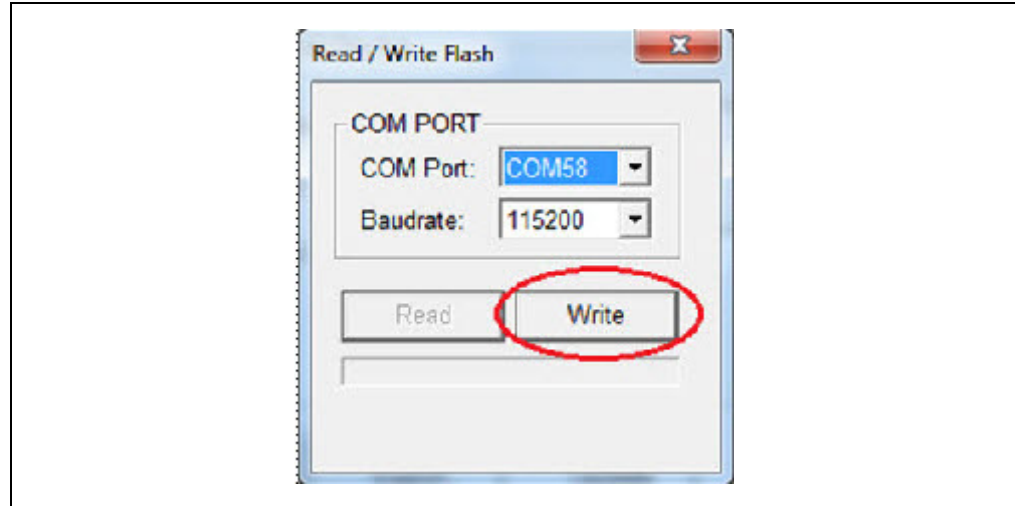 Read / Write Flash
COM PORT
COM Port: COM58
Baudrate: 115200
Read Write